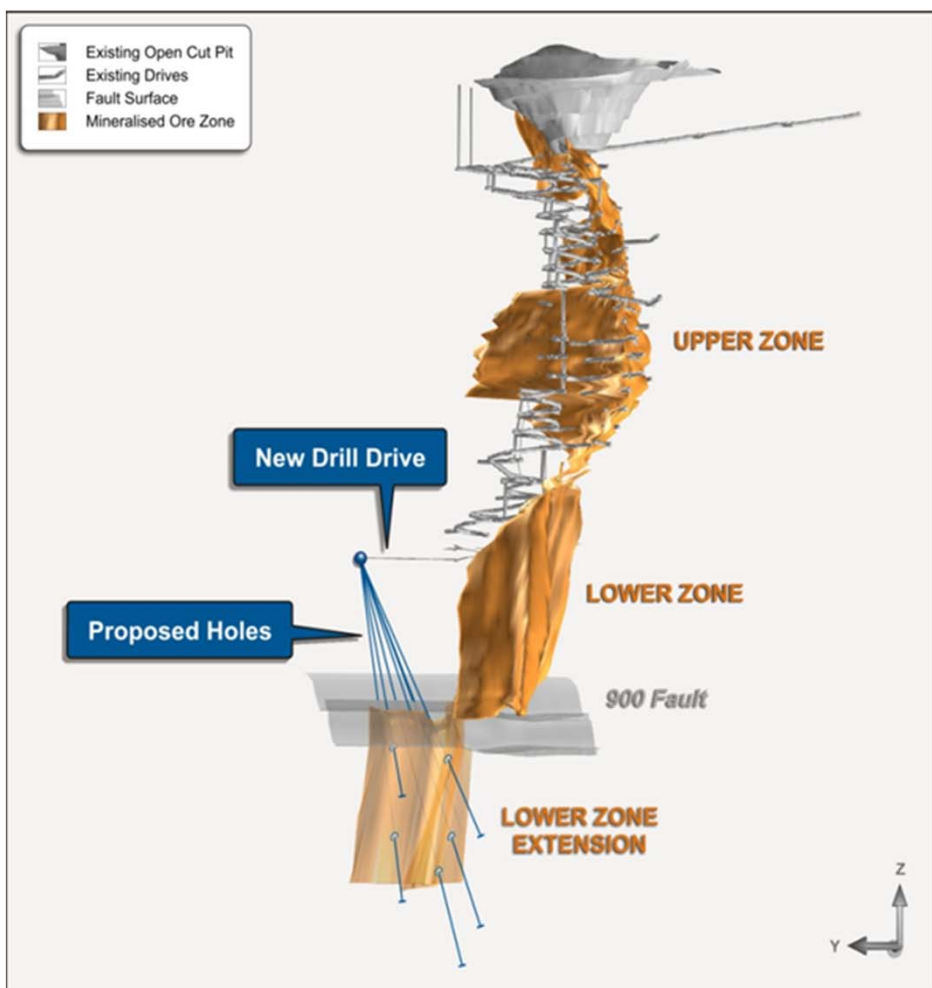 Existing Open Cut Pit
Existing Drives
Fault Surface
Mineralised Ore Zone
UPPER ZONE
New Drill Drive
LOWER ZONE
Proposed Holes
900 Fault
LOWER ZONE
EXTENSION
Z
Y